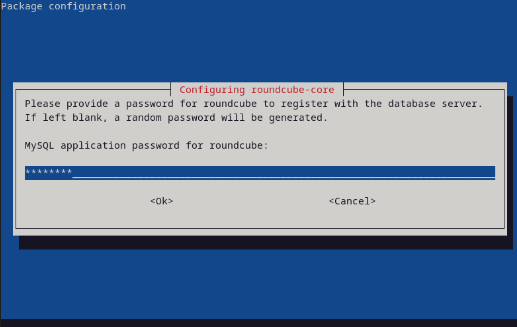 Package configuration
Configuring roundcube-core
Please provide a password for roundcube to register with the database server.
If left blank, a random password will be generated.
MySQL application password for roundcube:
********_______________________________________________________________________
<Ok> <Cancel>